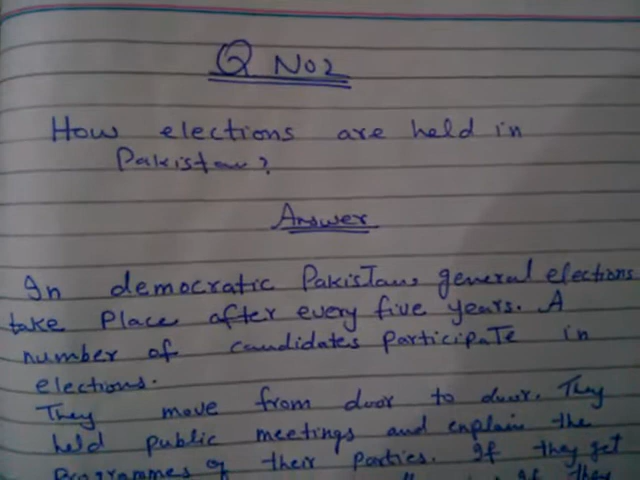 Q No2
How elections are held in
Pakistan?
Answer
In democratic Pakistan, general elections
take Place after every five years. A
number of candidates participate in
elections.
They move from door to door. They
held public meetings and explain the
Programmes of their parties. If they get
If they